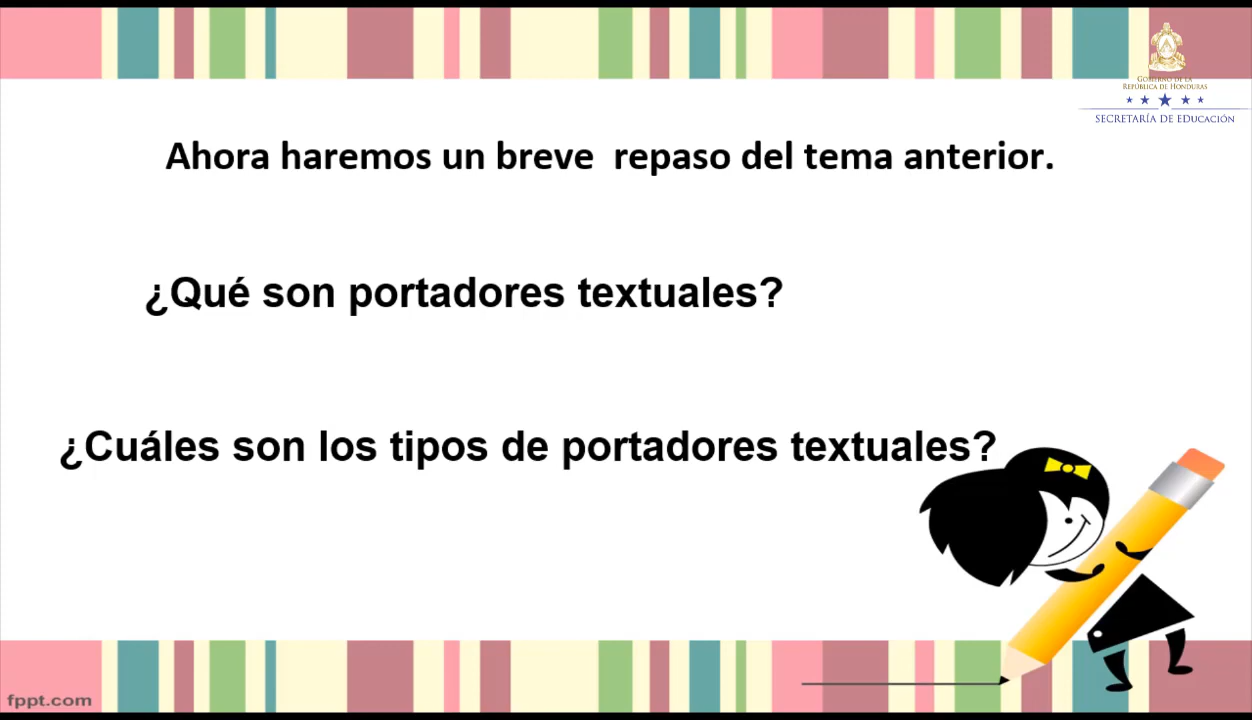 GOBIERNO DE LA
REPÚBLICA DE HONDURAS
SECRETARÍA DE EDUCACIÓN
Ahora haremos un breve repaso del tema anterior.
¿Qué son portadores textuales?
¿Cuáles son los tipos de portadores textuales?
fppt.com